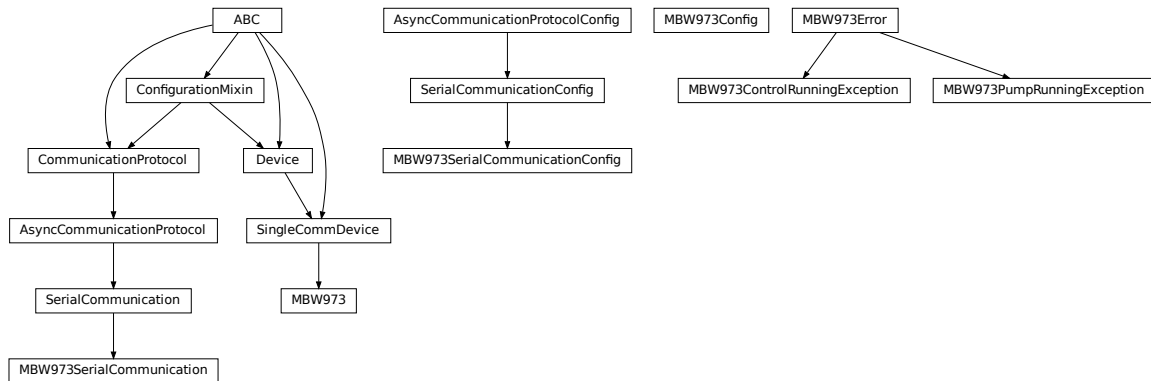 ABC
AsyncCommunicationProtocolConfig
MBW973Config
MBW973Error
ConfigurationMixin
SerialCommunicationConfig
MBW973ControlRunningException
MBW973PumpRunningException
CommunicationProtocol
Device
MBW973SerialCommunicationConfig
AsyncCommunicationProtocol
SingleCommDevice
SerialCommunication
MBW973
MBW973SerialCommunication